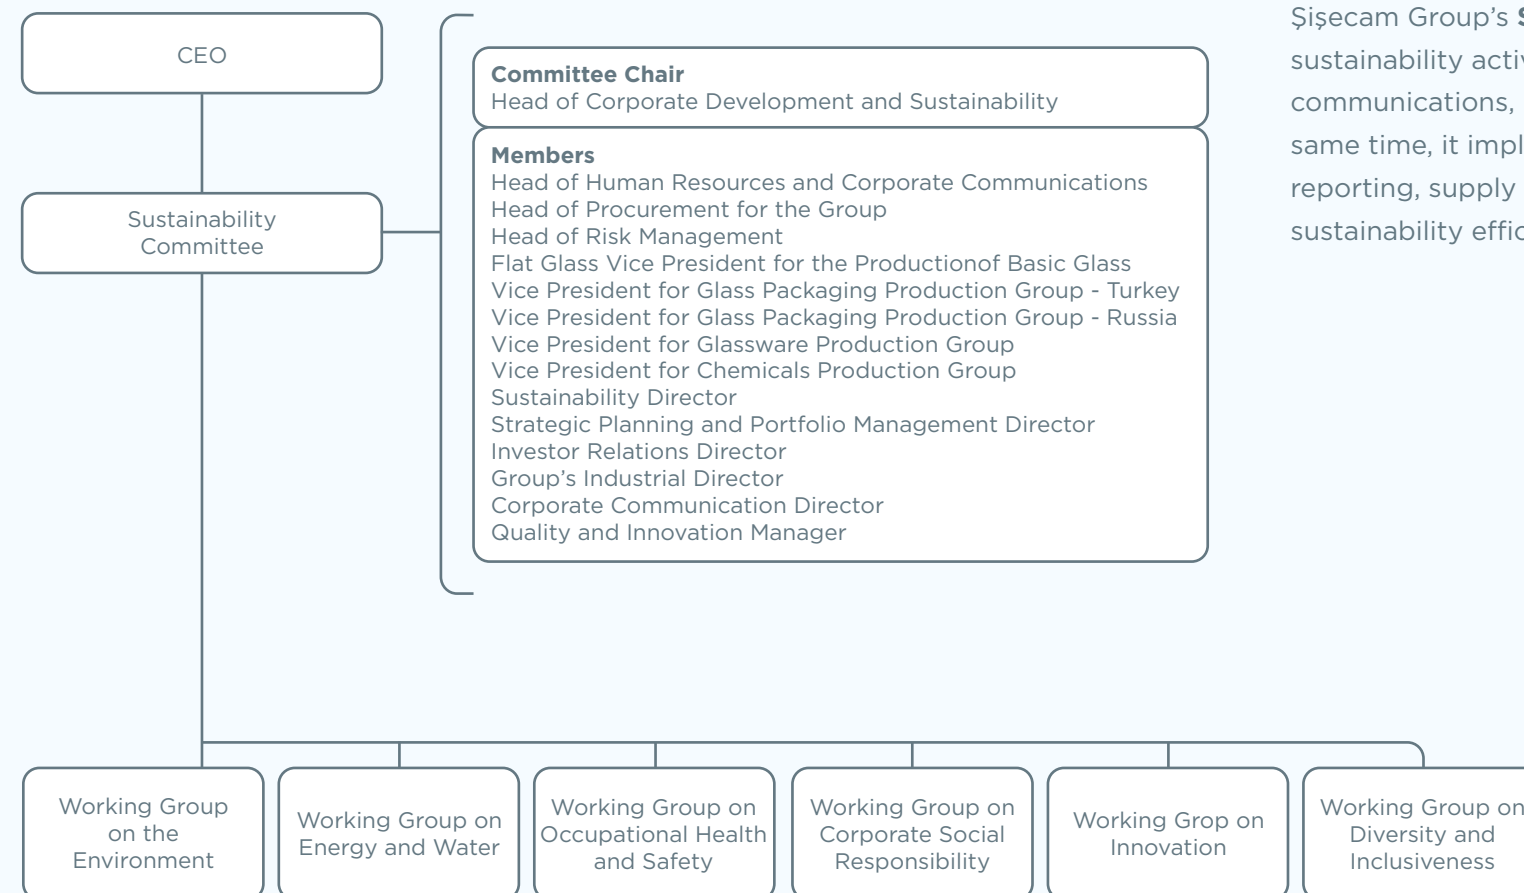 CEO
Sustainability
Committee
Committee Chair
Head of Corporate Development and Sustainability
Members
Head of Human Resources and Corporate Communications
Head of Procurement for the Group
Head of Risk Management
Flat Glass Vice President for the Productionof Basic Glass
Vice President for Glass Packaging Production Group - Turkey
Vice President for Glass Packaging Production Group - Russia
Vice President for Glassware Production Group
Vice President for Chemicals Production Group
Sustainability Director
Strategic Planning and Portfolio Management Director
Investor Relations Director
Group’s Industrial Director
Corporate Communication Director
Quality and Innovation Manager
Şişecam Group’s
sustainability
communications,
same time, it
reporting, supply
sustainability
Working Group
on the
Environment
Working Group on
Energy and Water
Working Group on
Occupational Health
and Safety
Working Group on
Corporate Social
Responsibility
Working Grop on
Innovation
Working Group on
Diversity and
Inclusiveness